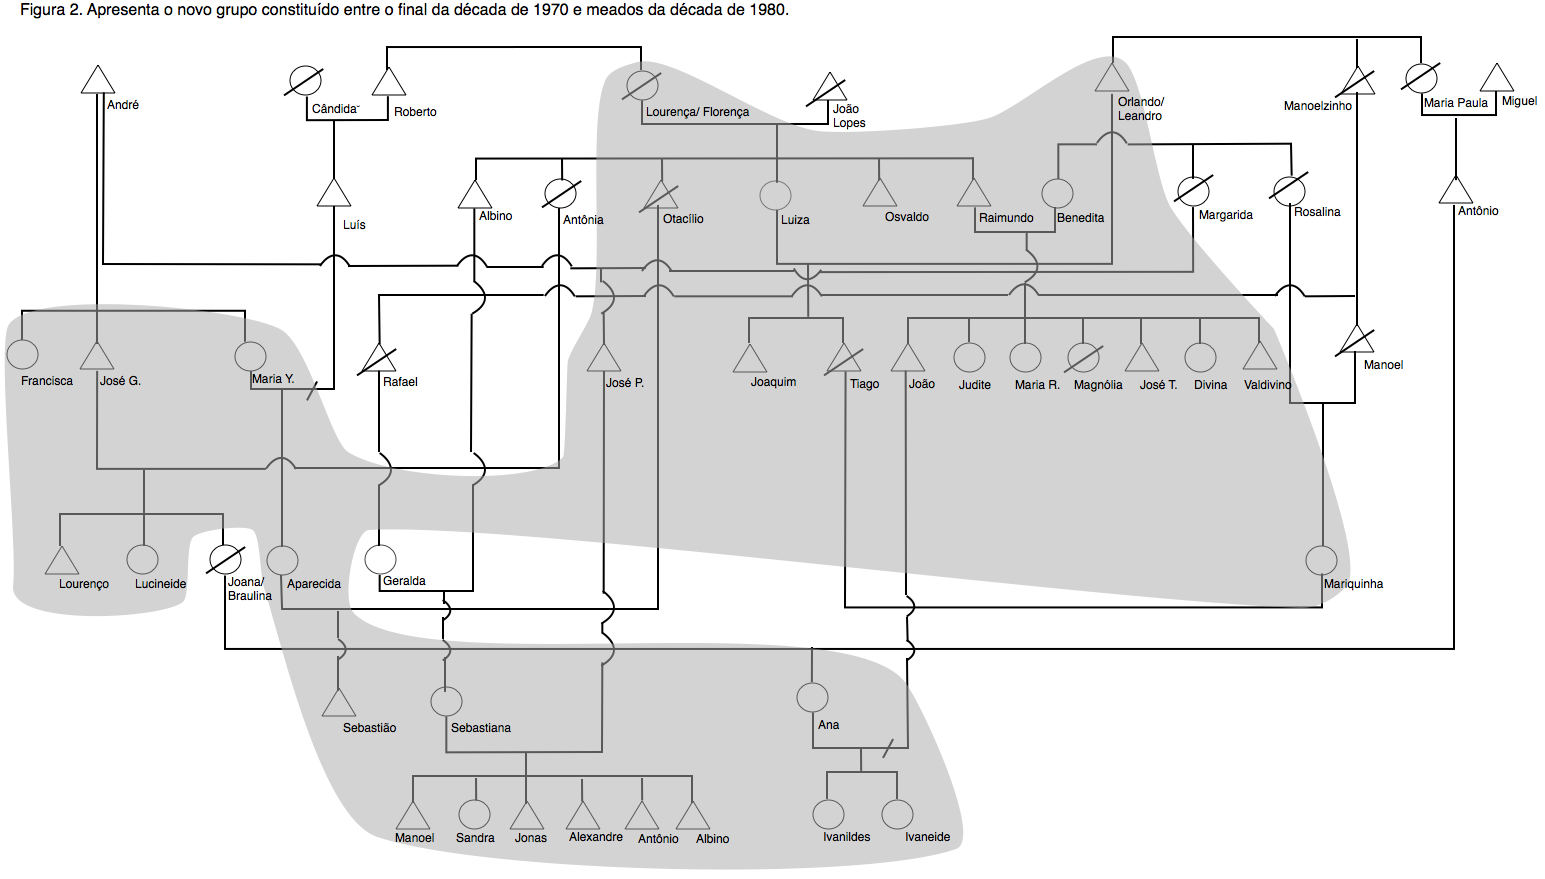 Figura 2. Apresenta o novo grupo constituído entre o final da década de 1970 e meados da década de 1980.
André
Cândida
Roberto
Lourença/ Florença
João
Lopes
Orlando/
Leandro
Manoelzinho
Maria Paula
Miguel
Luís
Albino
Antônia
Otacílio
Luiza
Osvaldo
Raimundo
Benedita
Margarida
Rosalina
Antônio
Francisca
José G.
Maria Y.
Rafael
José P.
Joaquim
Tiago
João
Judite
Maria R.
Magnólia
José T.
Divina
Valdivino
Manoel
Lourenço
Lucineide
Joana/
Braulina
Aparecida
Geralda
Mariquinha
Sebastião
Sebastiana
Ana
Manoel
Sandra
Jonas
Alexandre
Antônio
Albino
Ivanildes
Ivaneide